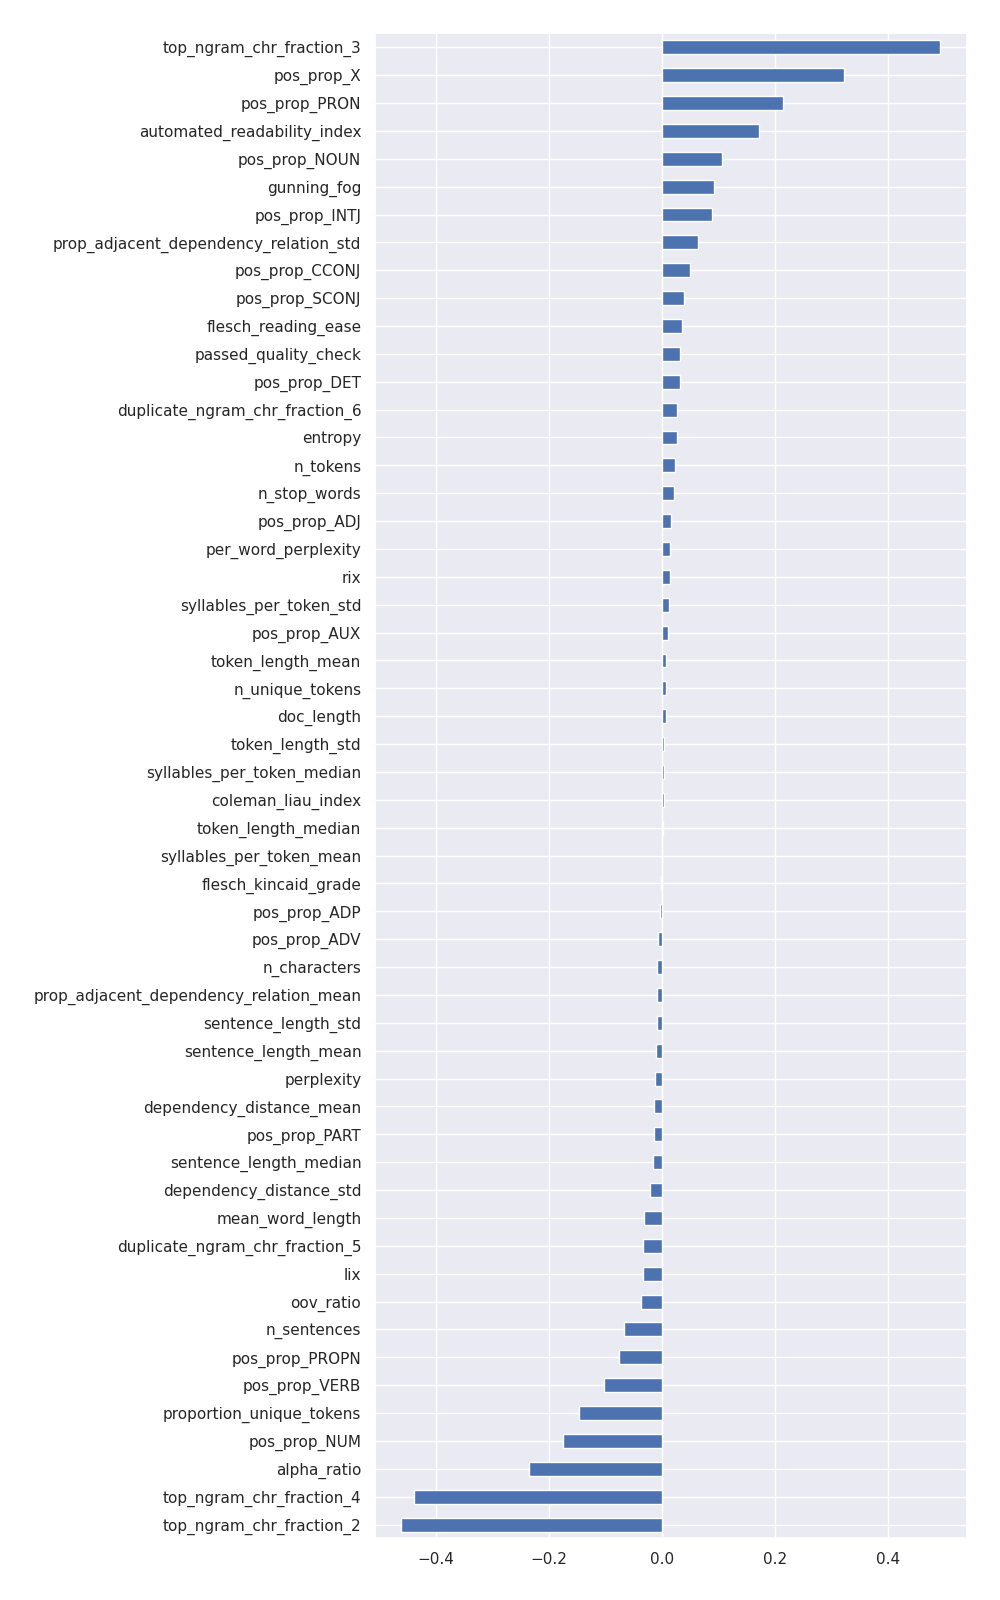 top_ngram_chr_fraction_3
pos_prop_X
pos_prop_PRON
automated_readability_index
pos_prop_NOUN
gunning_fog
pos_prop_INTJ
prop_adjacent_dependency_relation_std
pos_prop_CCONJ
pos_prop_SCONJ
flesch_reading_ease
passed_quality_check
pos_prop_DET
duplicate_ngram_chr_fraction_6
entropy
n_tokens
n_stop_words
pos_prop_ADJ
per_word_perplexity
rix
syllables_per_token_std
pos_prop_AUX
token_length_mean
n_unique_tokens
doc_length
token_length_std
syllables_per_token_median
coleman_liau_index
token_length_median
syllables_per_token_mean
flesch_kincaid_grade
pos_prop_ADP
pos_prop_ADV
n_characters
prop_adjacent_dependency_relation_mean
sentence_length_std
sentence_length_mean
perplexity
dependency_distance_mean
pos_prop_PART
sentence_length_median
dependency_distance_std
mean_word_length
duplicate_ngram_chr_fraction_5
lix
oov_ratio
n_sentences
pos_prop_PROPN
pos_prop_VERB
proportion_unique_tokens
pos_prop_NUM
alpha_ratio
top_ngram_chr_fraction_4
top_ngram_chr_fraction_2
−0.4 −0.2 0.0 0.2 0.4